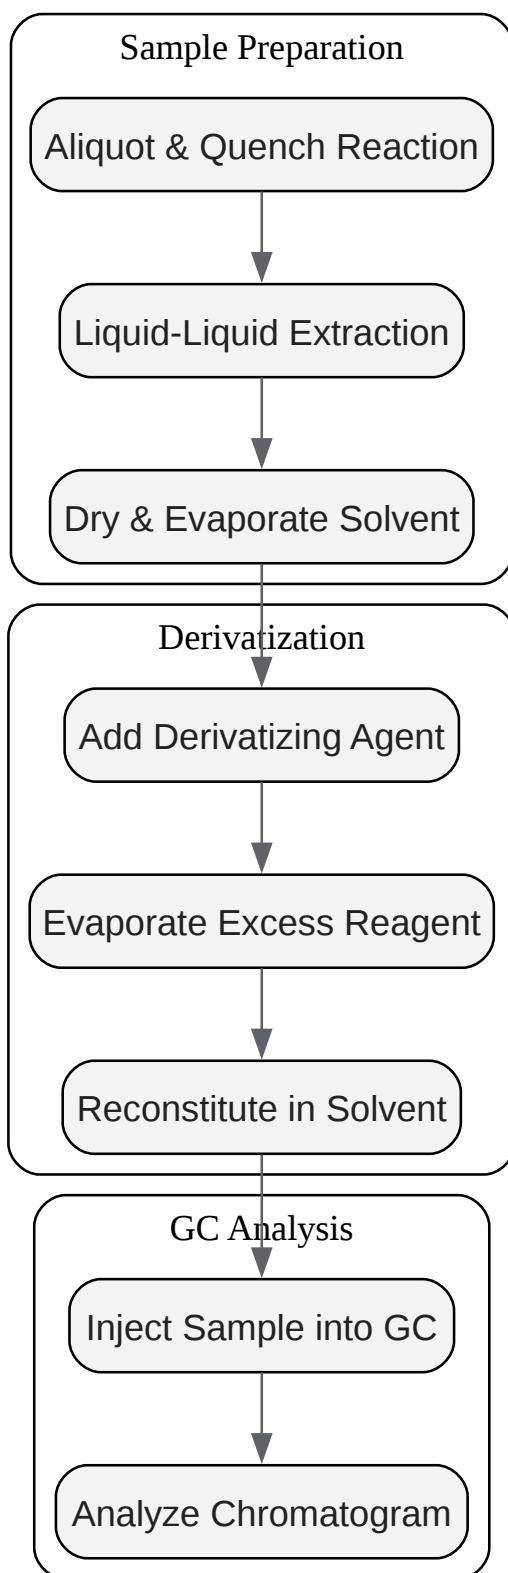 Sample Preparation
Aliquot & Quench Reaction
Liquid-Liquid Extraction
Dry & Evaporate Solvent
Derivatization
Add Derivatizing Agent
Evaporate Excess Reagent
Reconstitute in Solvent
GC Analysis
Inject Sample into GC
Analyze Chromatogram